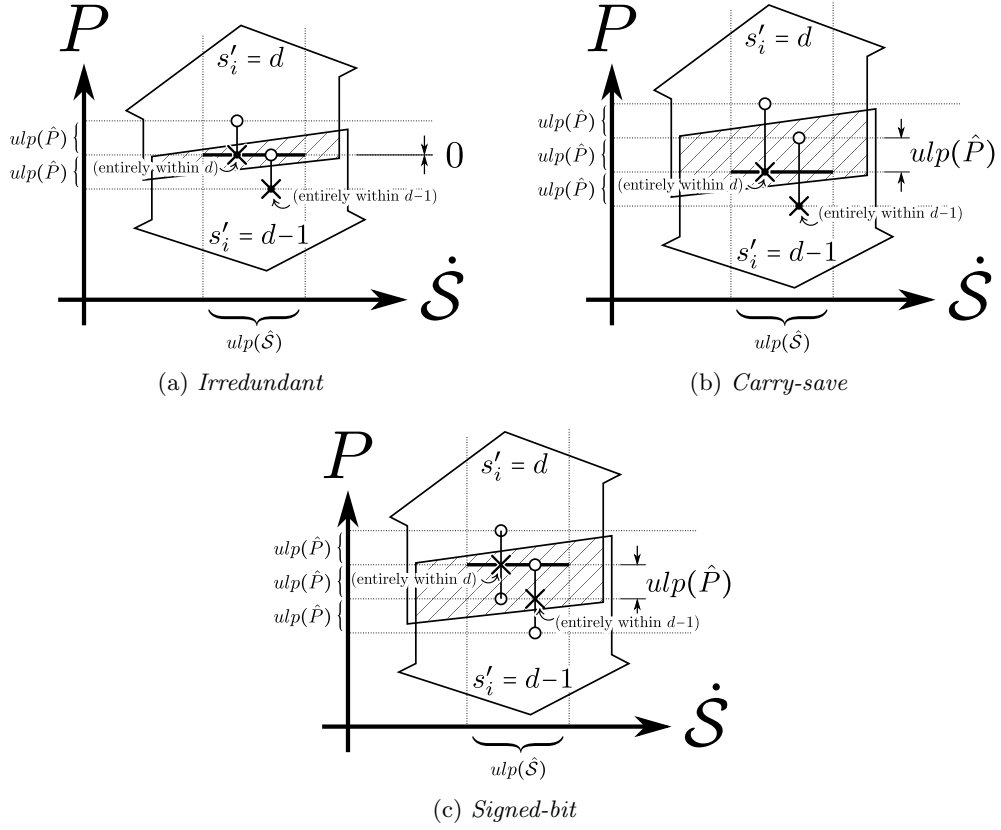 P
s′ᵢ = d
ulp(P̂)
ulp(P̂)
(entirely within d)
0
(entirely within d−1)
s′ᵢ = d−1
Ṡ
ulp(Ŝ)
(a) Irredundant
P
s′ᵢ = d
ulp(P̂)
ulp(P̂)
ulp(P̂)
ulp(P̂)
(entirely within d)
(entirely within d−1)
s′ᵢ = d−1
Ṡ
ulp(Ŝ)
(b) Carry-save
P
s′ᵢ = d
ulp(P̂)
ulp(P̂)
ulp(P̂)
(entirely within d)
ulp(P̂)
(entirely within d−1)
s′ᵢ = d−1
Ṡ
ulp(Ŝ)
(c) Signed-bit